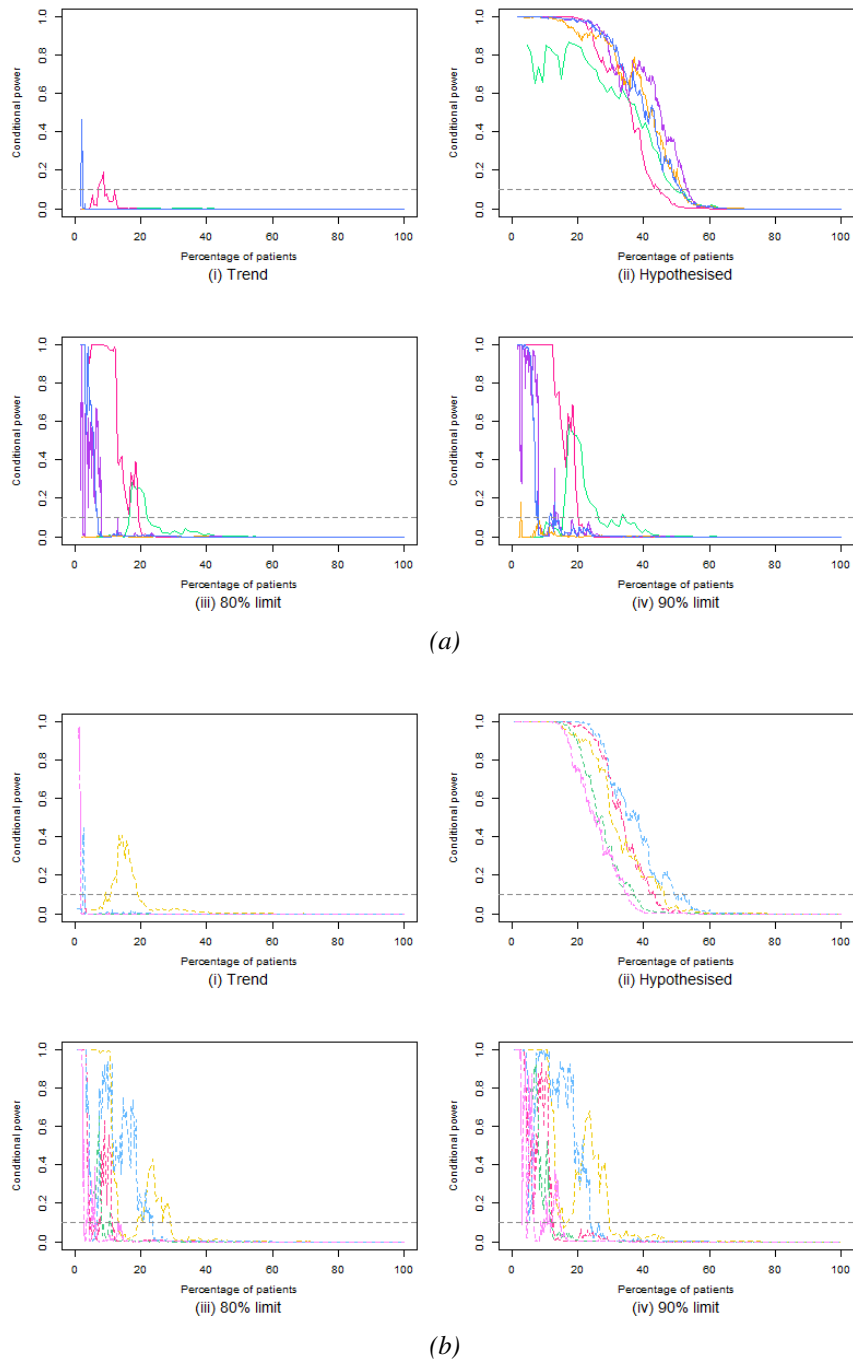 Conditional power
0.0 0.2 0.4 0.6 0.8 1.0
0 20 40 60 80 100
Percentage of patients
(i) Trend
Conditional power
0.0 0.2 0.4 0.6 0.8 1.0
0 20 40 60 80 100
Percentage of patients
(ii) Hypothesised
Conditional power
0.0 0.2 0.4 0.6 0.8 1.0
0 20 40 60 80 100
Percentage of patients
(iii) 80% limit
Conditional power
0.0 0.2 0.4 0.6 0.8 1.0
0 20 40 60 80 100
Percentage of patients
(iv) 90% limit
(a)
Conditional power
0.0 0.2 0.4 0.6 0.8 1.0
0 20 40 60 80 100
Percentage of patients
(i) Trend
Conditional power
0.0 0.2 0.4 0.6 0.8 1.0
0 20 40 60 80 100
Percentage of patients
(ii) Hypothesised
Conditional power
0.0 0.2 0.4 0.6 0.8 1.0
0 20 40 60 80 100
Percentage of patients
(iii) 80% limit
Conditional power
0.0 0.2 0.4 0.6 0.8 1.0
0 20 40 60 80 100
Percentage of patients
(iv) 90% limit
(b)